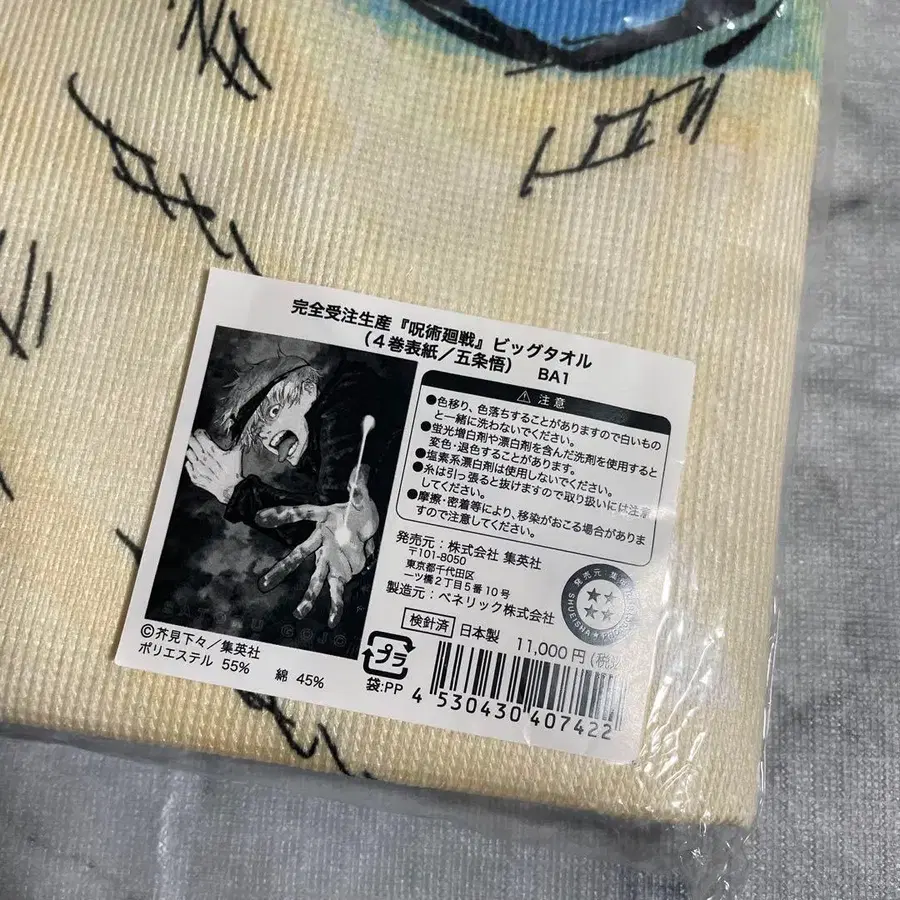 完全受注生産『呪術廻戦』ビッグタオル
（４巻表紙／五条悟） BA1
⚠ 注意
●色移り、色落ちすることがありますので白いもの
と一緒に洗わないでください。
●蛍光増白剤や漂白剤を含んだ洗剤を使用すると
変色・退色することがあります。
●塩素系漂白剤は使用しないでください。
●糸は引っ張ると抜けますので取り扱いには注意
してください。
●摩擦・密着等により、移染がおこる場合がありま
すので注意してください。
発売元：株式会社 集英社
〒101-8050
東京都千代田区
一ツ橋２丁目５番１０号
製造元：ベネリック株式会社
検針済 日本製 11,000円（税込
発売元：集英
SHUEISHA★
SATORU GOJO
©芥見下々／集英社
ポリエステル 55% 綿 45%
プラ
袋:PP
4 530430 407422